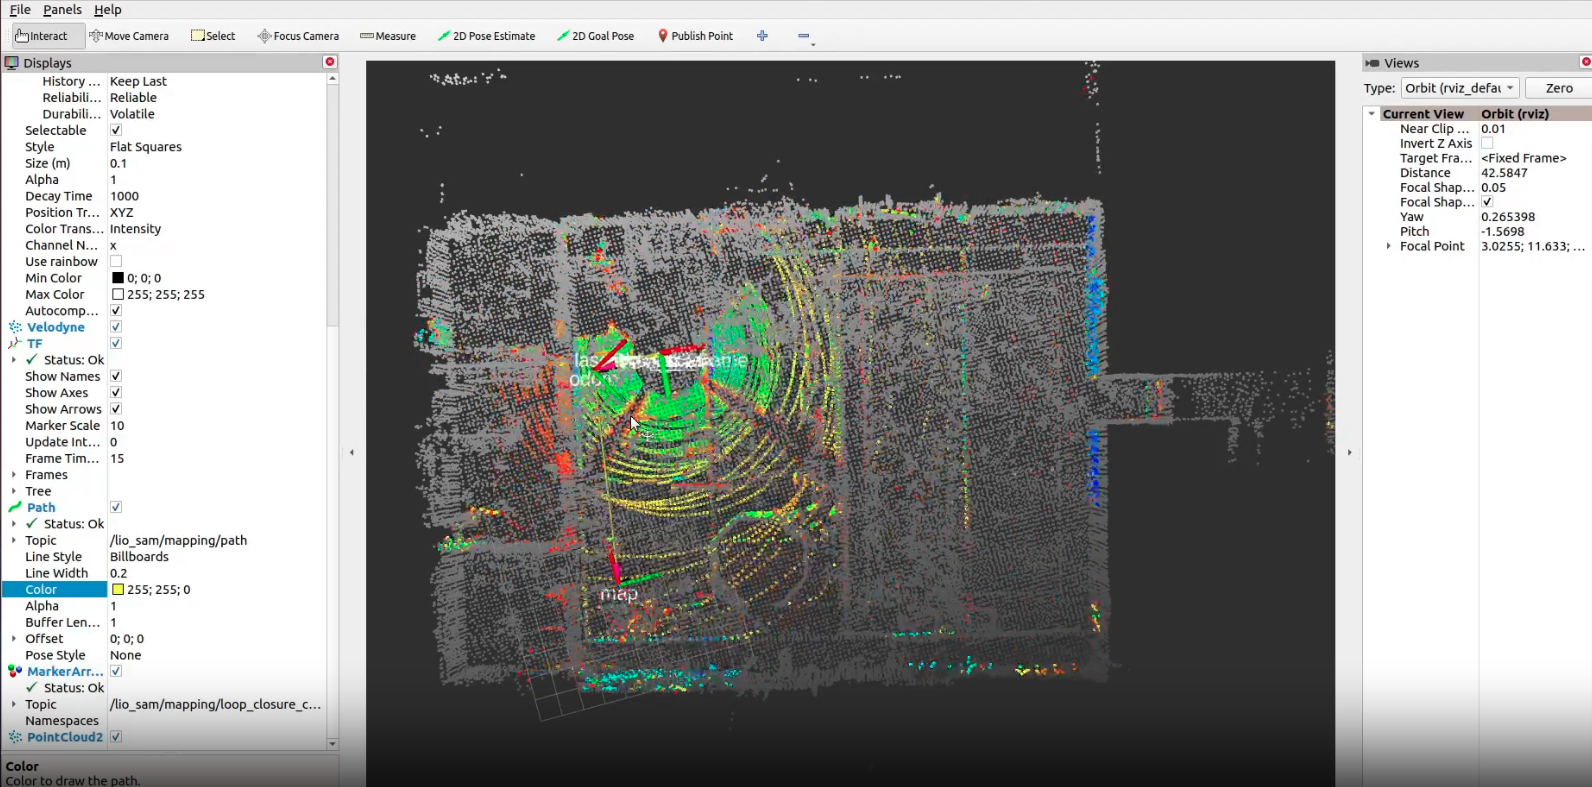 File Panels Help
Interact Move Camera Select Focus Camera Measure 2D Pose Estimate 2D Goal Pose Publish Point
Displays
History ... Keep Last
Reliabili... Reliable
Durabili... Volatile
Selectable
Style Flat Squares
Size (m) 0.1
Alpha 1
Decay Time 1000
Position Tr... XYZ
Color Trans... Intensity
Channel N... x
Use rainbow
Min Color 0; 0; 0
Max Color 255; 255; 255
Autocomp...
Velodyne
TF
Status: Ok
Show Names
Show Axes
Show Arrows
Marker Scale 10
Update Int... 0
Frame Tim... 15
Frames
Tree
Path
Status: Ok
Topic /lio_sam/mapping/path
Line Style Billboards
Line Width 0.2
Color 255; 255; 0
Alpha 1
Buffer Len... 1
Offset 0; 0; 0
Pose Style None
MarkerArr...
Status: Ok
Topic /lio_sam/mapping/loop_closure_c...
Namespaces
PointCloud2
Color
Color to draw the path.
map
Views
Type: Orbit (rviz_defau Zero
Current View Orbit (rviz)
Near Clip ... 0.01
Invert Z Axis
Target Fra... <Fixed Frame>
Distance 42.5847
Focal Shap... 0.05
Focal Shap...
Yaw 0.265398
Pitch -1.5698
Focal Point 3.0255; 11.633; ...